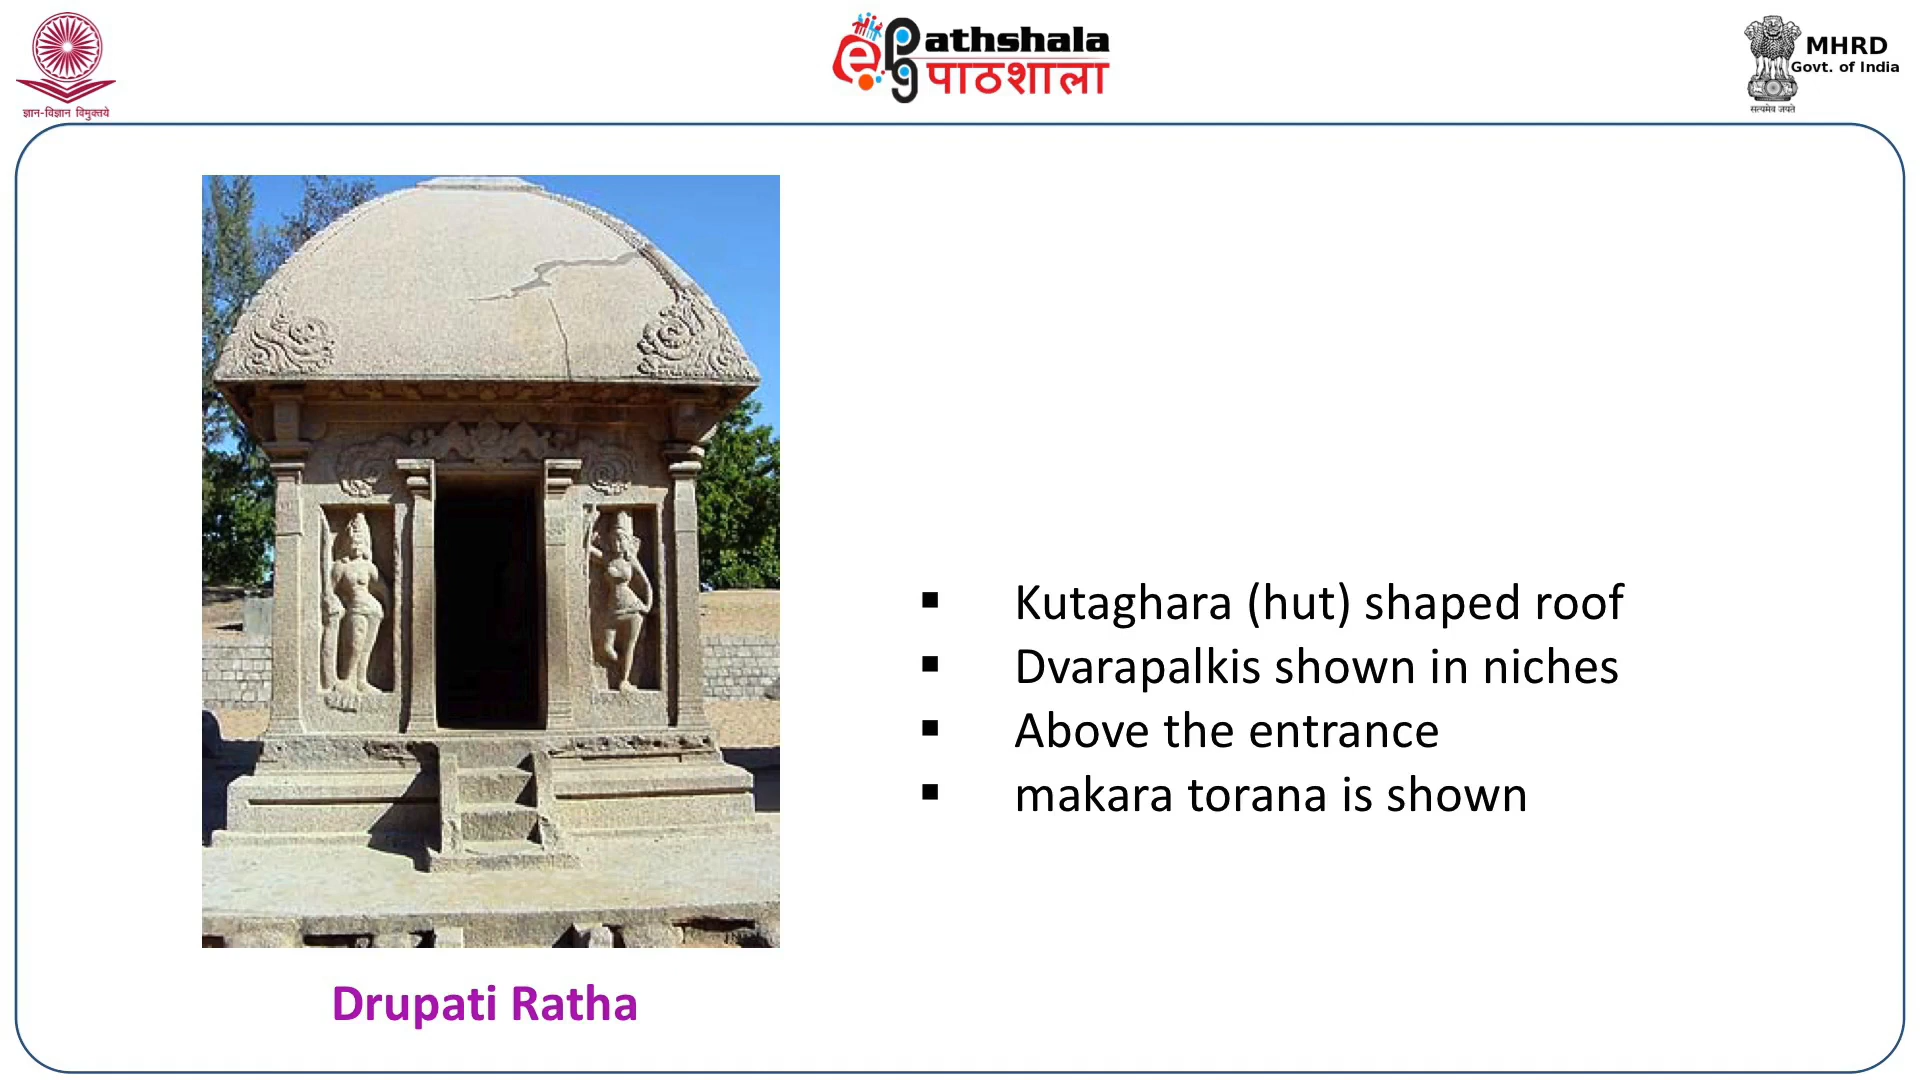 ज्ञान-विज्ञान विमुक्तये
e
pg
athshala
पाठशाला
MHRD
Govt. of India
सत्यमेव जयते
▪ Kutaghara (hut) shaped roof
▪ Dvarapalkis shown in niches
▪ Above the entrance
▪ makara torana is shown
Drupati Ratha